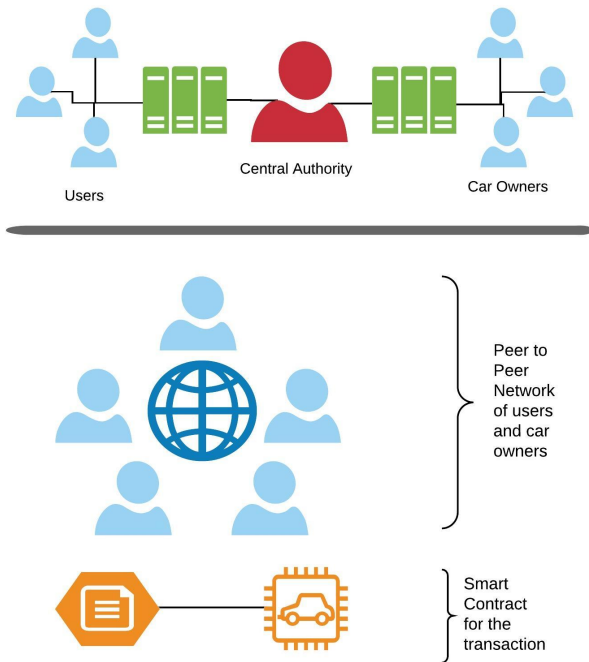 Central Authority
Users
Car Owners
Peer to
Peer
Network
of users
and car
owners
Smart
Contract
for the
transaction